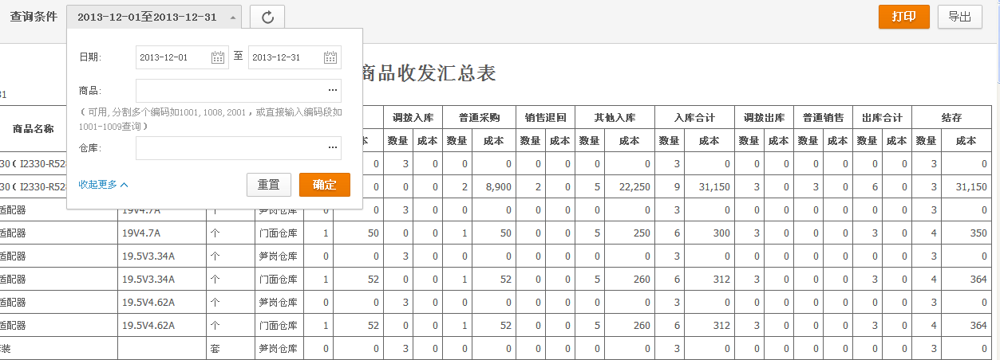 查询条件 2013-12-01至2013-12-31 打印 导出
日期: 2013-12-01 至 2013-12-31
商品收发汇总表
商品: ...
(可用,分割多个编码如1001,1008,2001，或直接输入编码段如
1001-1009查询)
仓库: ...
收起更多 重置 确定
31
商品名称 调拨入库 普通采购 销售退回 其他入库 入库合计 调拨出库 普通销售 出库合计 结存
本 数量 成本 数量 成本 数量 成本 数量 成本 数量 成本 数量 成本 数量 成本 数量 成本 数量 成本
330（I2330-R528 0 3 0 0 0 0 0 0 0 3 0 0 0 0 0 0 0 3 0
330（I2330-R528 0 0 0 2 8,900 2 0 5 22,250 9 31,150 3 0 3 0 6 0 3 31,150
适配器 19V4.7A 个 笋岗仓库 0 0 3 0 0 0 0 0 0 0 3 0 0 0 0 0 0 0 3 0
适配器 19V4.7A 个 门面仓库 1 50 0 0 1 50 0 0 5 250 6 300 3 0 0 0 3 0 4 350
适配器 19.5V3.34A 个 笋岗仓库 0 0 3 0 0 0 0 0 0 0 3 0 0 0 0 0 0 0 3 0
适配器 19.5V3.34A 个 门面仓库 1 52 0 0 1 52 0 0 5 260 6 312 3 0 0 0 3 0 4 364
适配器 19.5V4.62A 个 笋岗仓库 0 0 3 0 0 0 0 0 0 0 3 0 0 0 0 0 0 0 3 0
适配器 19.5V4.62A 个 门面仓库 1 52 0 0 1 52 0 0 5 260 6 312 3 0 0 0 3 0 4 364
装 套 笋岗仓库 0 0 3 0 0 0 0 0 0 0 3 0 0 0 0 0 0 0 3 0